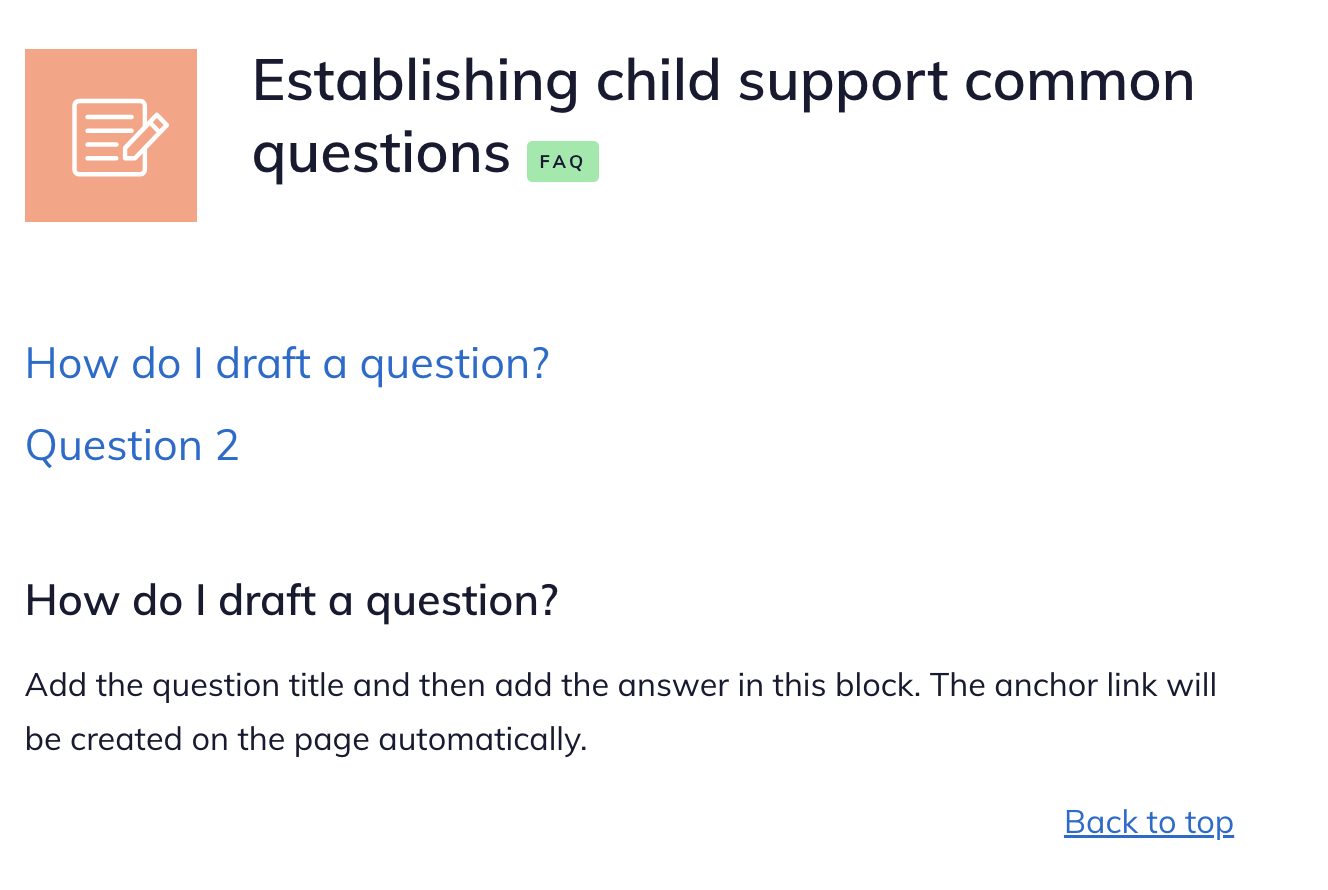 Establishing child support common
questions FAQ
How do I draft a question?
Question 2
How do I draft a question?
Add the question title and then add the answer in this block. The anchor link will
be created on the page automatically.
Back to top